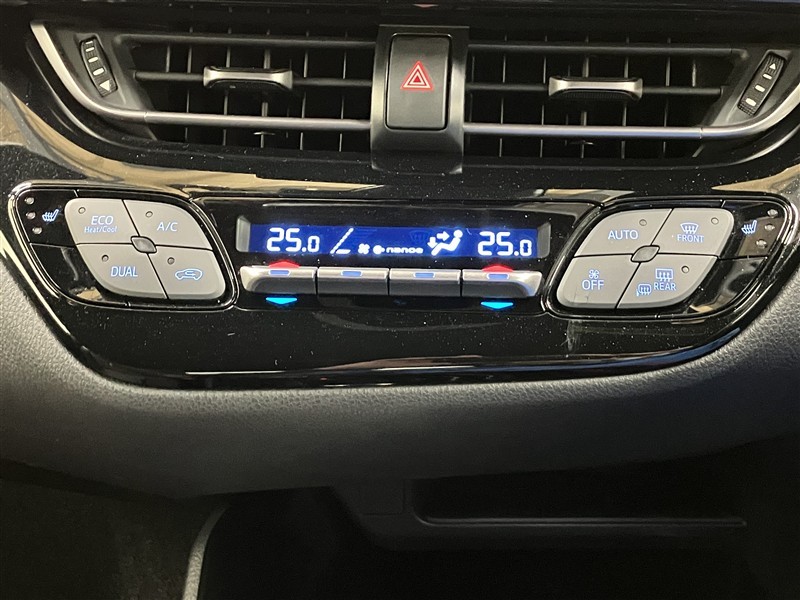 ECO
Heat/Cool
A/C
DUAL
25.0
nanoe
25.0
AUTO
FRONT
OFF
REAR